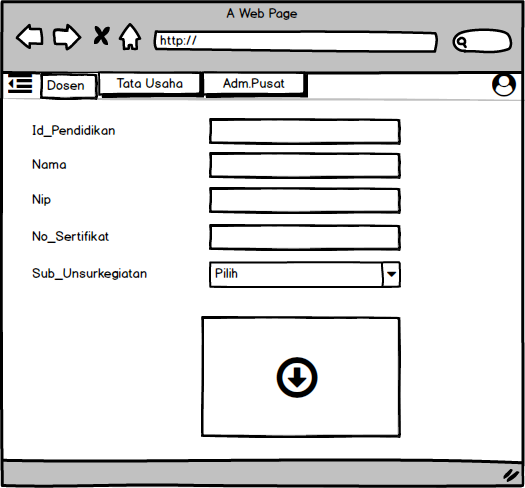 A Web Page
http://
Dosen
Tata Usaha
Adm.Pusat
Id_Pendidikan
Nama
Nip
No_Sertifikat
Sub_Unsurkegiatan
Pilih